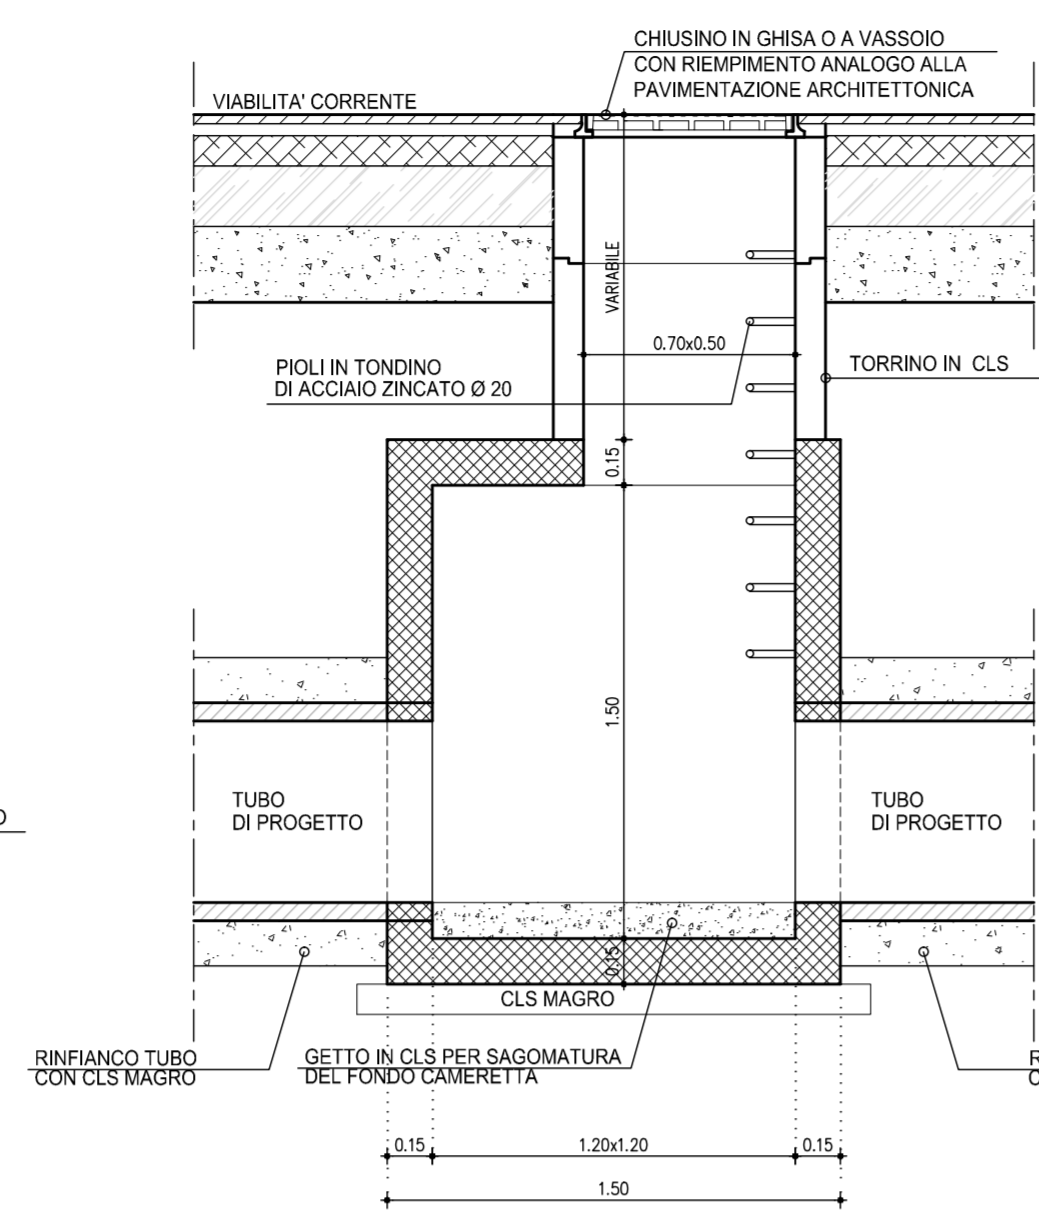 CHIUSINO IN GHISA O A VASSOIO
CON RIEMPIMENTO ANALOGO ALLA
PAVIMENTAZIONE ARCHITETTONICA
VIABILITA' CORRENTE
VARIABILE
0.70x0.50
PIOLI IN TONDINO
DI ACCIAIO ZINCATO Ø 20
TORRINO IN CLS
0.15
1.50
TUBO
DI PROGETTO
TUBO
DI PROGETTO
O
0.15
CLS MAGRO
RINFIANCO TUBO
CON CLS MAGRO
GETTO IN CLS PER SAGOMATURA
DEL FONDO CAMERETTA
0.15
1.20x1.20
0.15
1.50